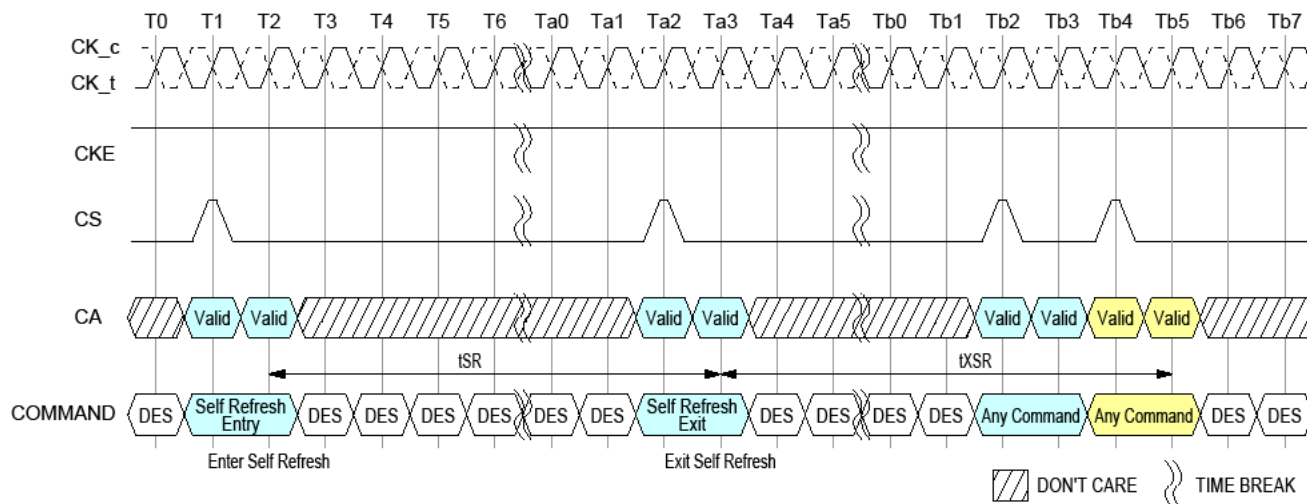 T0 T1 T2 T3 T4 T5 T6 Ta0 Ta1 Ta2 Ta3 Ta4 Ta5 Tb0 Tb1 Tb2 Tb3 Tb4 Tb5 Tb6 Tb7
CK_c
CK_t
CKE
CS
CA Valid Valid Valid Valid Valid Valid Valid Valid
tSR tXSR
COMMAND DES Self Refresh Entry DES DES DES DES DES DES Self Refresh Exit DES DES DES DES Any Command Any Command DES DES
Enter Self Refresh Exit Self Refresh
DON'T CARE TIME BREAK